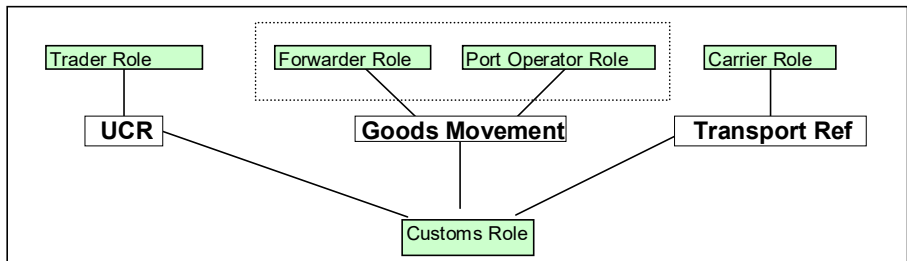 Trader Role
Forwarder Role
Port Operator Role
Carrier Role
UCR
Goods Movement
Transport Ref
Customs Role